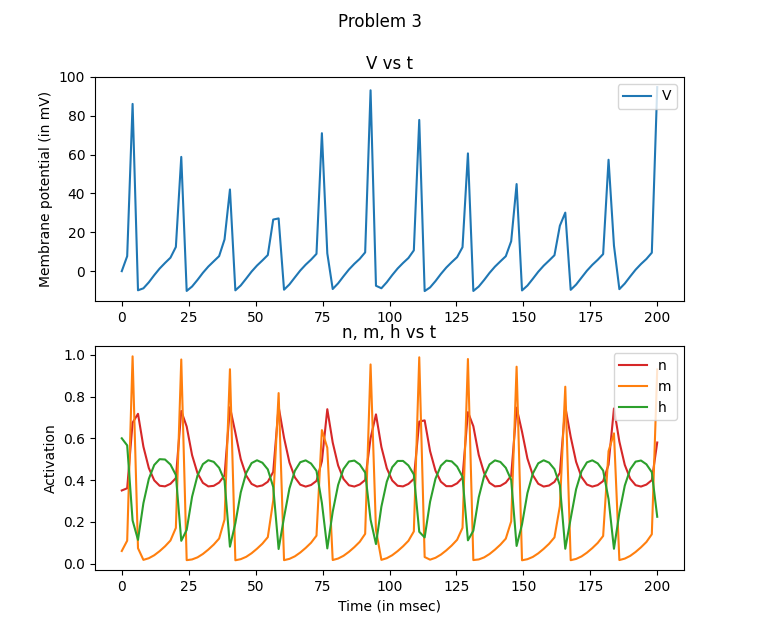 Problem 3
V vs t
Membrane potential (in mV)
100
80
60
40
20
0
V
0 25 50 75 100 125 150 175 200
n, m, h vs t
Activation
1.0
0.8
0.6
0.4
0.2
0.0
n
m
h
0 25 50 75 100 125 150 175 200
Time (in msec)